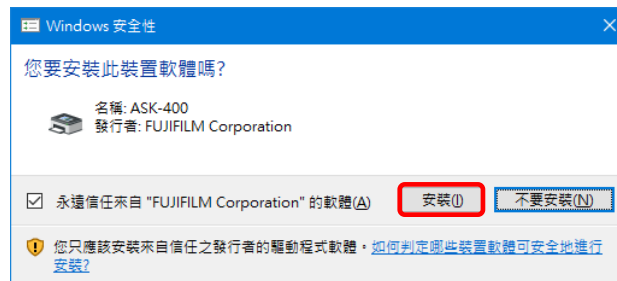 Windows 安全性
您要安裝此裝置軟體嗎?
名稱: ASK-400
發行者: FUJIFILM Corporation
永遠信任來自 "FUJIFILM Corporation" 的軟體(A) 安裝(I) 不要安裝(N)
您只應該安裝來自信任之發行者的驅動程式軟體。如何判定哪些裝置軟體可安全地進行
安裝?